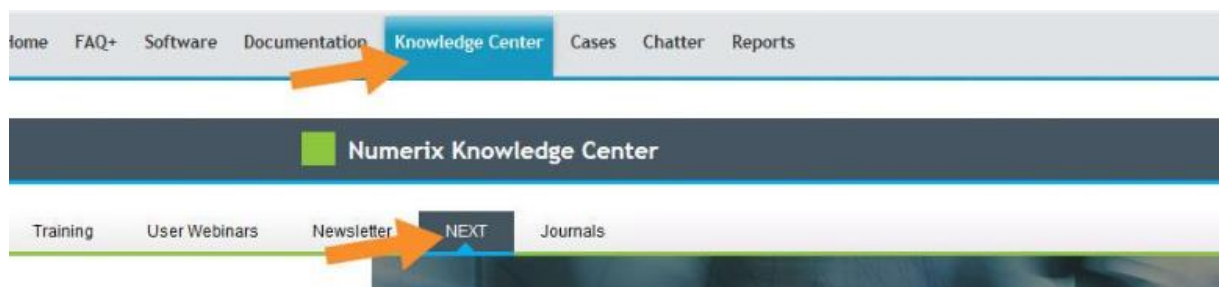 Home FAQ+ Software Documentation Knowledge Center Cases Chatter Reports
Numerix Knowledge Center
Training User Webinars Newsletter NEXT Journals